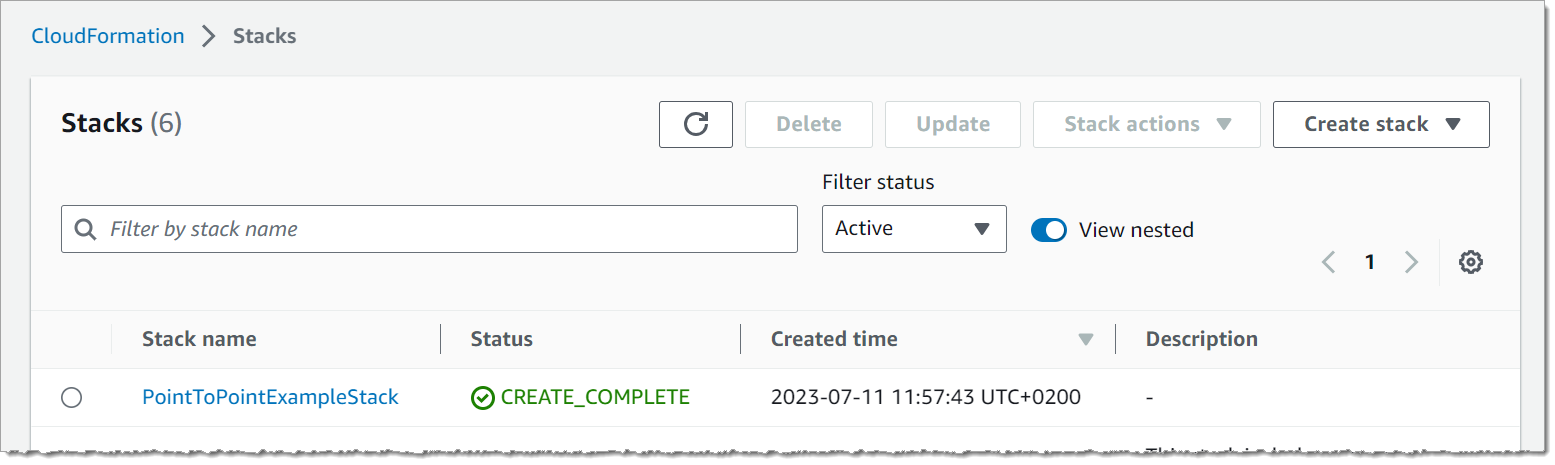 CloudFormation > Stacks
Stacks (6) Delete Update Stack actions Create stack
Filter status
Filter by stack name Active View nested
1
Stack name Status Created time Description
PointToPointExampleStack CREATE_COMPLETE 2023-07-11 11:57:43 UTC+0200 -